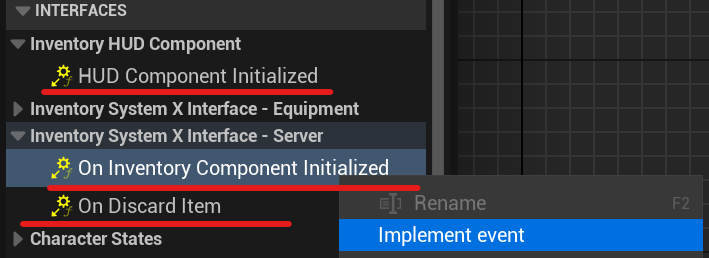 INTERFACES
Inventory HUD Component
HUD Component Initialized
Inventory System X Interface - Equipment
Inventory System X Interface - Server
On Inventory Component Initialized
Rename F2
On Discard Item
Implement event
Character States